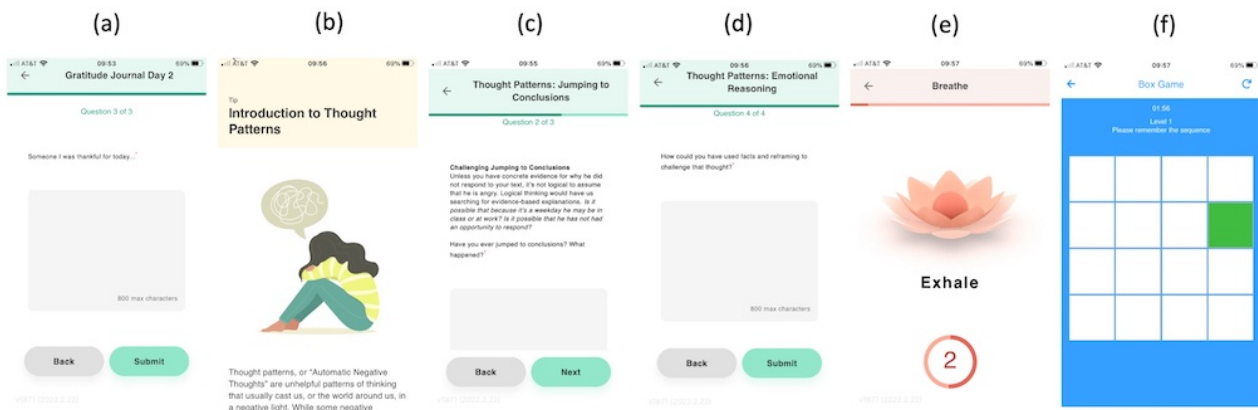 (a)
AT&T 09:53 69%
Gratitude Journal Day 2
Question 3 of 3
Someone I was thankful for today...*
800 max characters
Back Submit
(b)
AT&T 09:56 69%
Tip
Introduction to Thought
Patterns
Thought patterns, or "Automatic Negative
Thoughts" are unhelpful patterns of thinking
that usually cast us, or the world around us, in
a negative light. While some negative
(c)
AT&T 09:55 69%
Thought Patterns: Jumping to
Conclusions
Question 2 of 3
Challenging Jumping to Conclusions
Unless you have concrete evidence for why he did
not respond to your text, it's not logical to assume
that he is angry. Logical thinking would have us
searching for evidence-based explanations. Is it
possible that because it's a weekday he may be in
class or at work? Is it possible that he has not had
an opportunity to respond?
Have you ever jumped to conclusions? What
happened?*
Back Next
(d)
AT&T 09:56 69%
Thought Patterns: Emotional
Reasoning
Question 4 of 4
How could you have used facts and reframing to
challenge that thought?*
800 max characters
Back Submit
(e)
AT&T 09:57 69%
Breathe
Exhale
2
(f)
AT&T 09:57 69%
Box Game
01:56
Level 1
Please remember the sequence